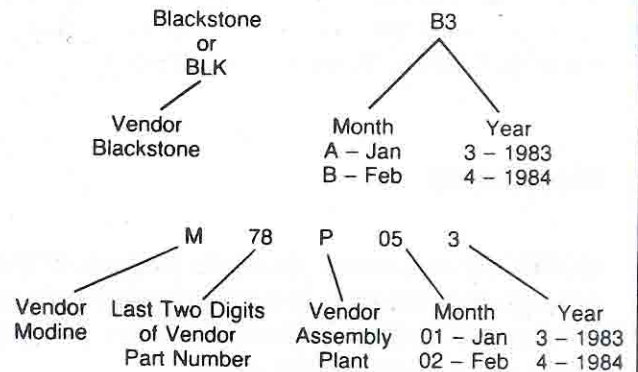 Blackstone
or
BLK
B3
Vendor
Blackstone
Month
A – Jan
B – Feb
Year
3 – 1983
4 – 1984
M 78 P 05 3
Vendor
Modine
Last Two Digits
of Vendor
Part Number
Vendor
Assembly
Plant
Month
01 – Jan
02 – Feb
Year
3 – 1983
4 – 1984